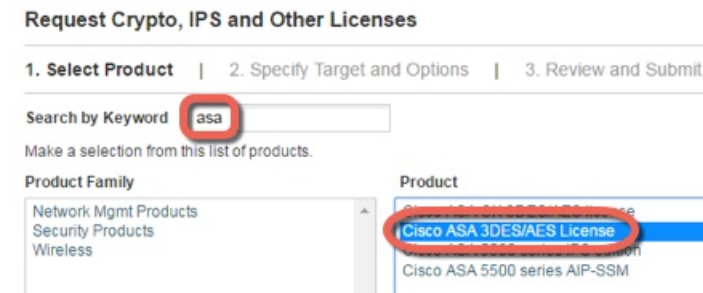 Request Crypto, IPS and Other Licenses
1. Select Product | 2. Specify Target and Options | 3. Review and Submit
Search by Keyword asa
Make a selection from this list of products.
Product Family
Network Mgmt Products
Security Products
Wireless
Product
Cisco ASA 3DES/AES License
Cisco ASA 5500 series AIP-SSM